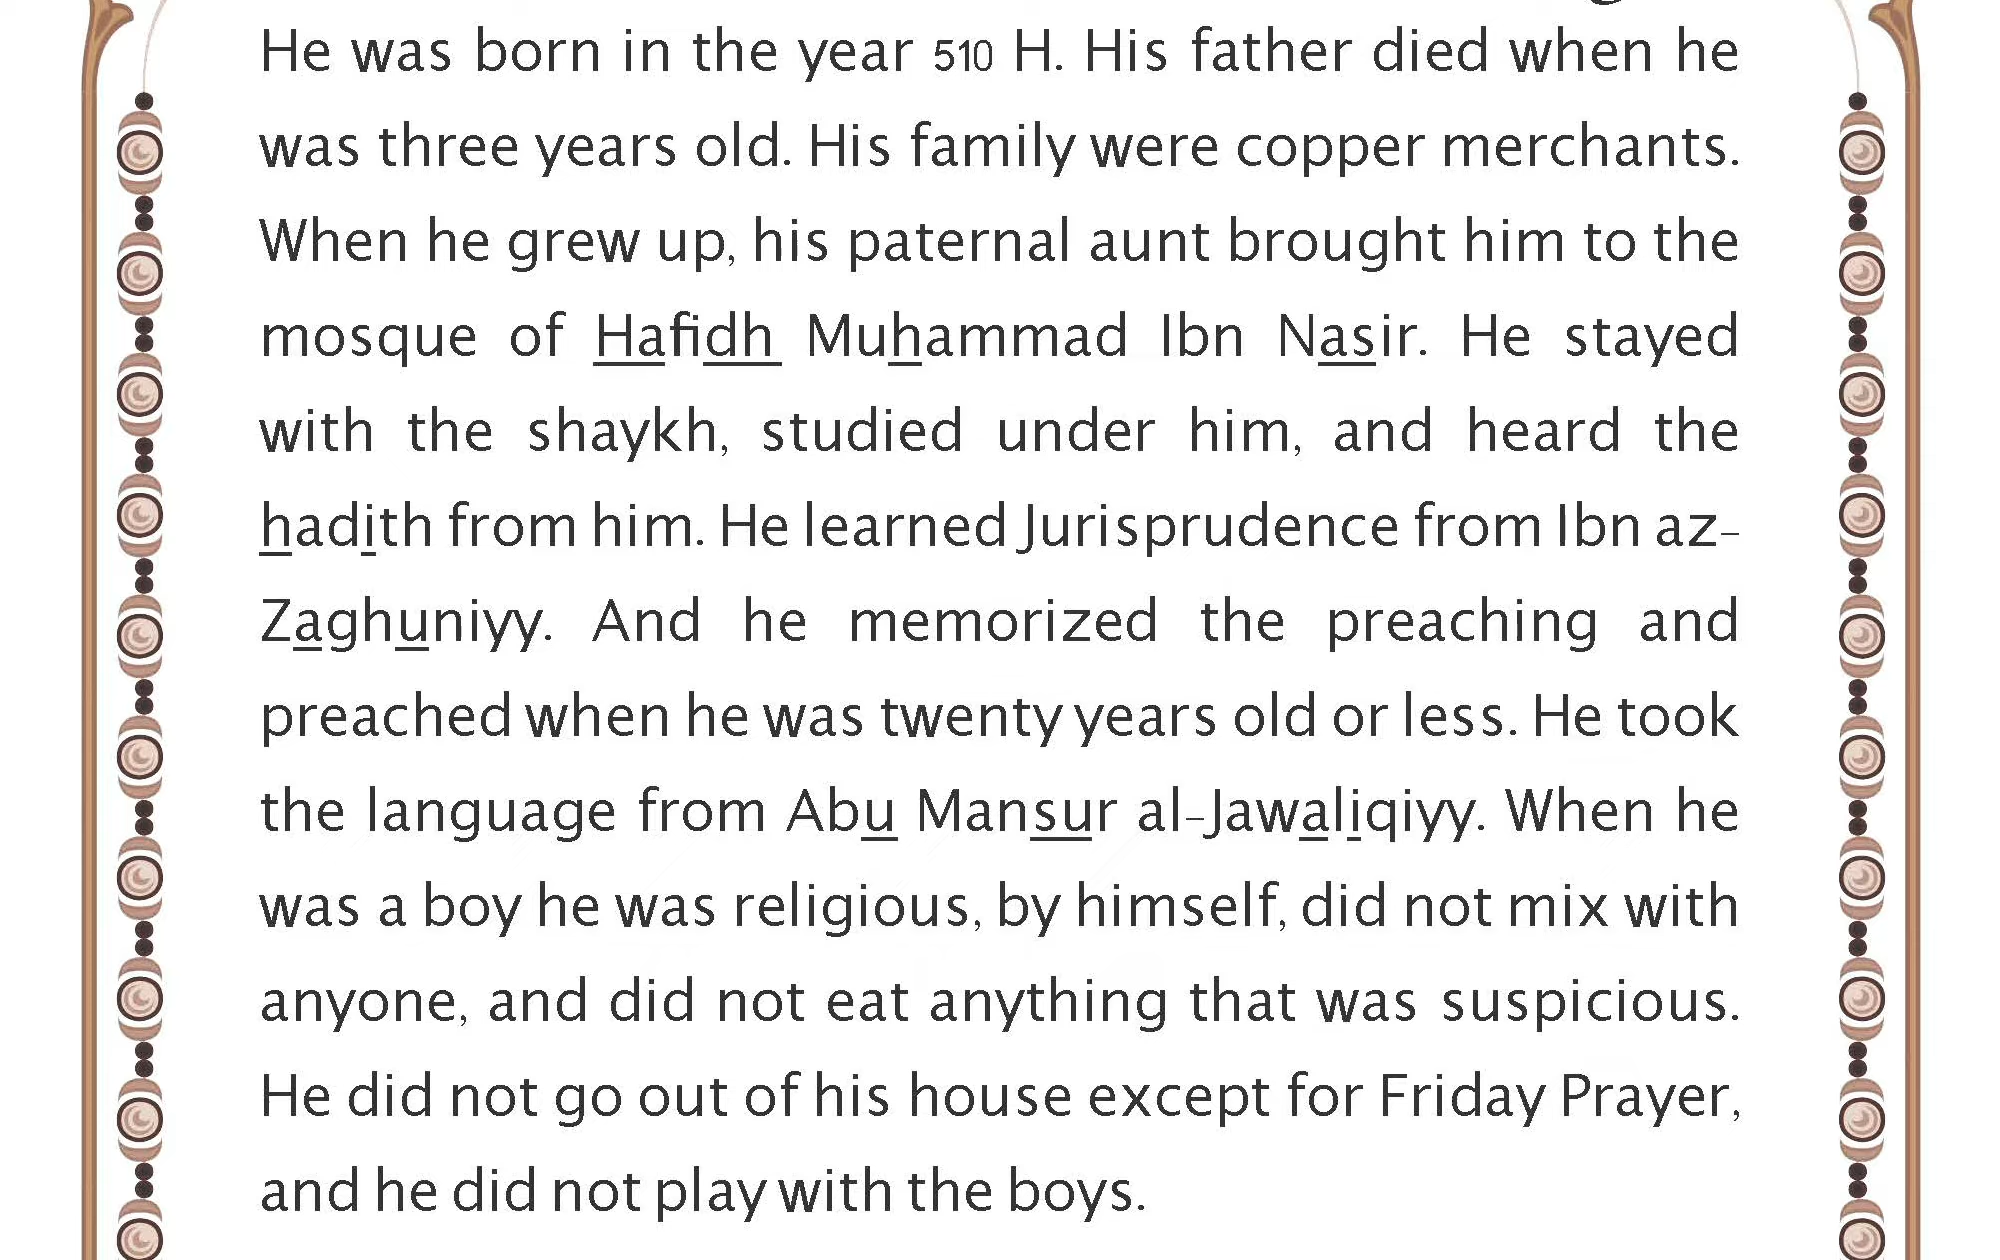 He was born in the year 510 H. His father died when he
was three years old. His family were copper merchants.
When he grew up, his paternal aunt brought him to the
mosque of Hafidh Muhammad Ibn Nasir. He stayed
with the shaykh, studied under him, and heard the
hadith from him. He learned Jurisprudence from Ibn az-
Zaghuniyy. And he memorized the preaching and
preached when he was twenty years old or less. He took
the language from Abu Mansur al-Jawaliqiyy. When he
was a boy he was religious, by himself, did not mix with
anyone, and did not eat anything that was suspicious.
He did not go out of his house except for Friday Prayer,
and he did not play with the boys.